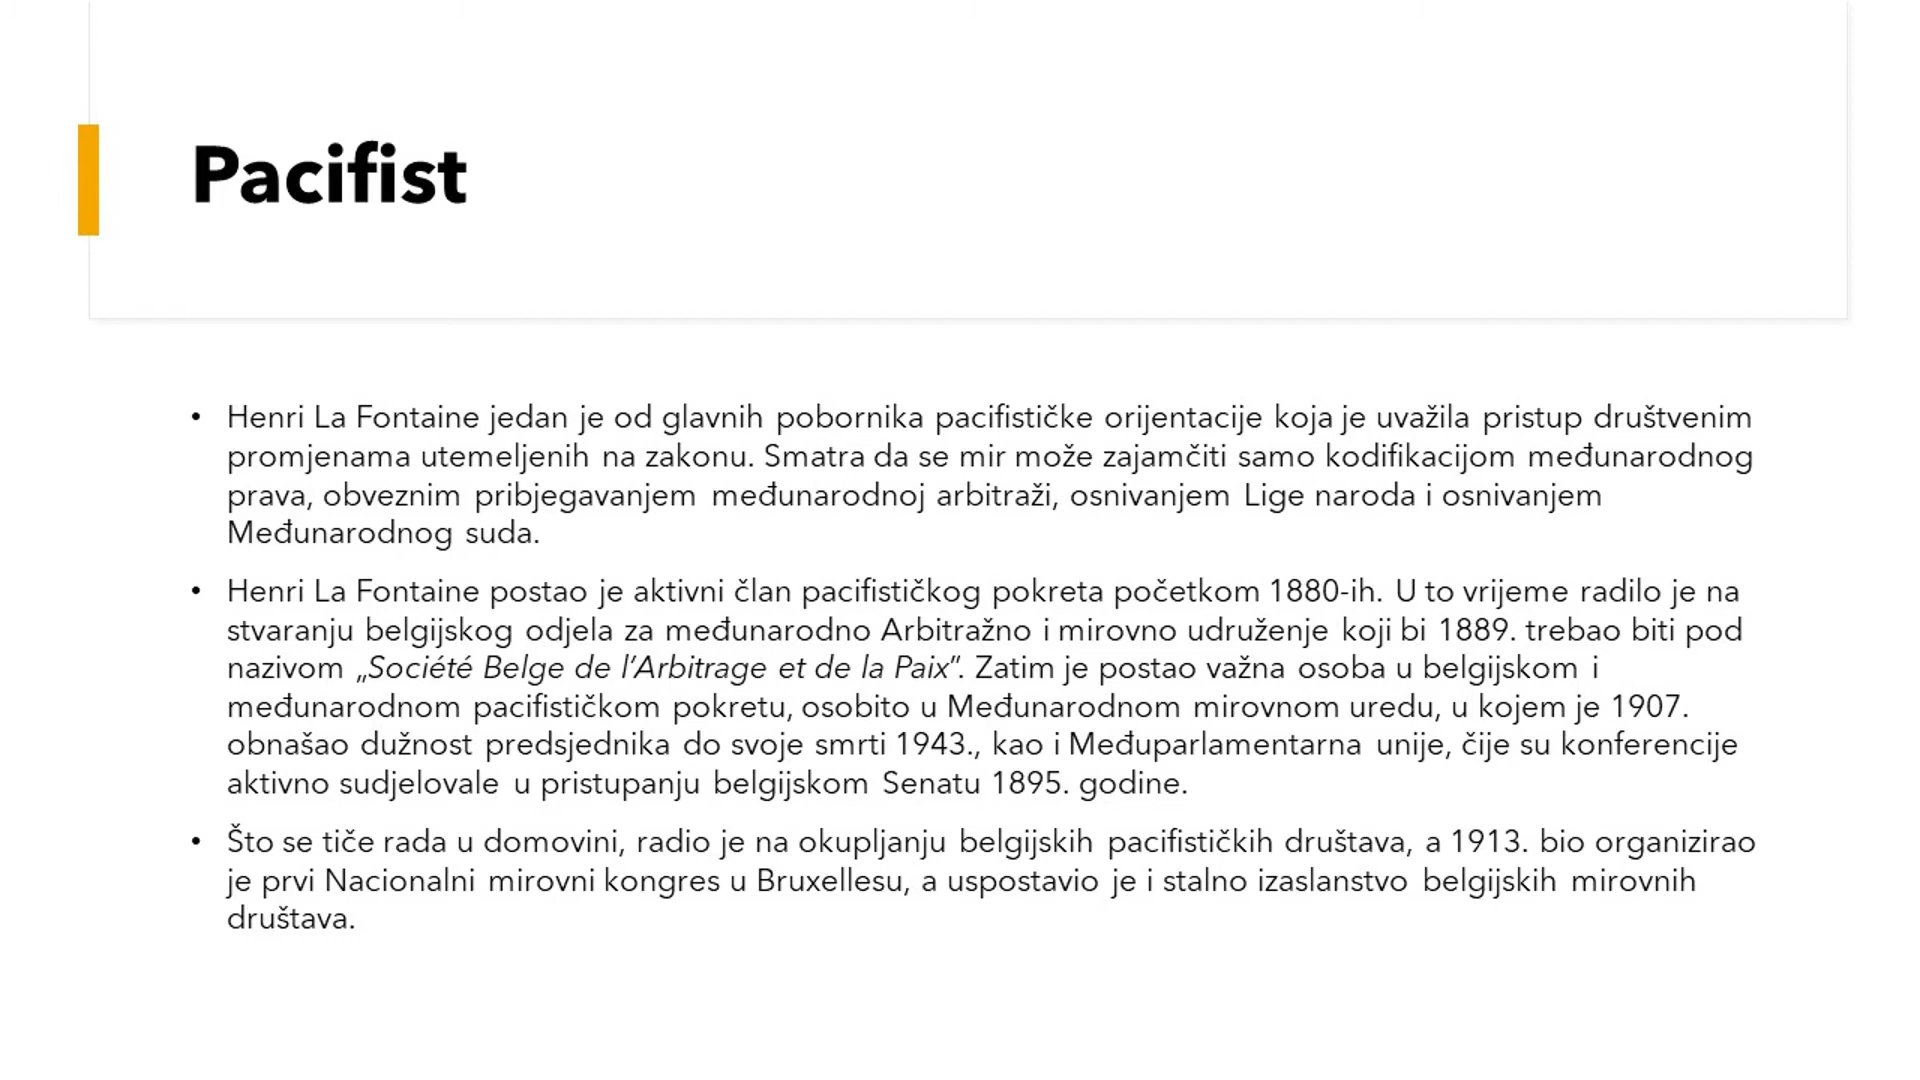 Pacifist
• Henri La Fontaine jedan je od glavnih pobornika pacifističke orijentacije koja je uvažila pristup društvenim
promjenama utemeljenih na zakonu. Smatra da se mir može zajamčiti samo kodifikacijom međunarodnog
prava, obveznim pribjegavanjem međunarodnoj arbitraži, osnivanjem Lige naroda i osnivanjem
Međunarodnog suda.
• Henri La Fontaine postao je aktivni član pacifističkog pokreta početkom 1880-ih. U to vrijeme radilo je na
stvaranju belgijskog odjela za međunarodno Arbitražno i mirovno udruženje koji bi 1889. trebao biti pod
nazivom „Société Belge de l’Arbitrage et de la Paix”. Zatim je postao važna osoba u belgijskom i
međunarodnom pacifističkom pokretu, osobito u Međunarodnom mirovnom uredu, u kojem je 1907.
obnašao dužnost predsjednika do svoje smrti 1943., kao i Međuparlamentarna unije, čije su konferencije
aktivno sudjelovale u pristupanju belgijskom Senatu 1895. godine.
• Što se tiče rada u domovini, radio je na okupljanju belgijskih pacifističkih društava, a 1913. bio organizirao
je prvi Nacionalni mirovni kongres u Bruxellesu, a uspostavio je i stalno izaslanstvo belgijskih mirovnih
društava.